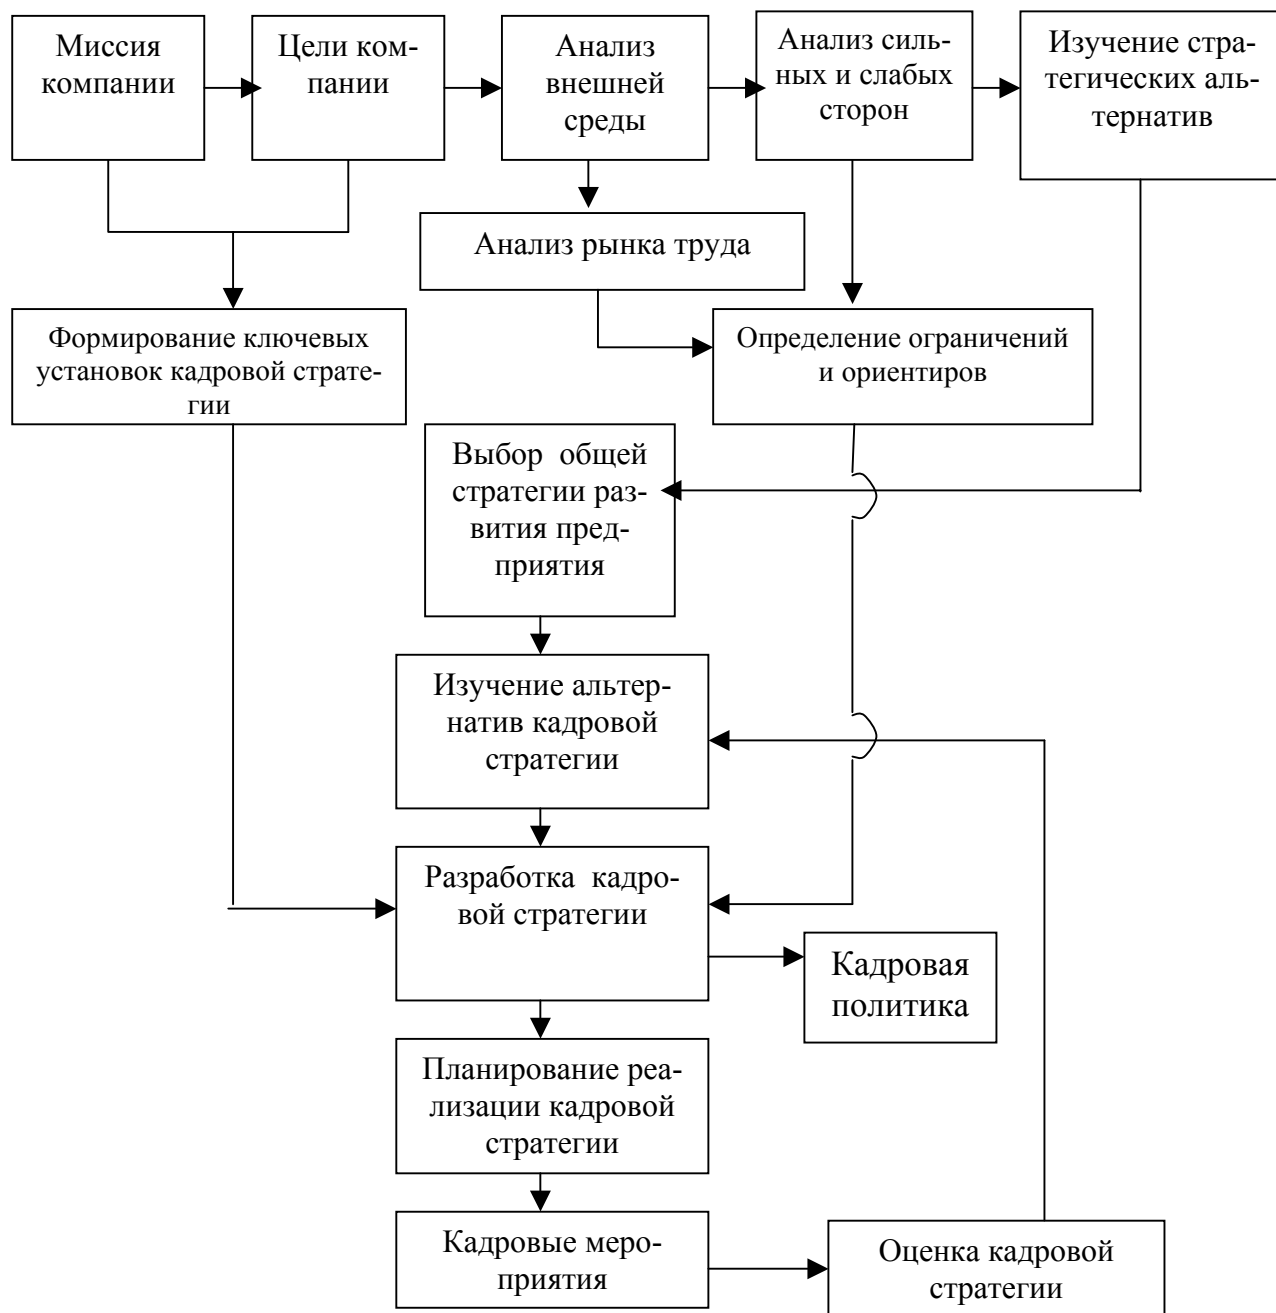 Миссия
компании
Цели ком-
пании
Анализ
внешней
среды
Анализ силь-
ных и слабых
сторон
Изучение стра-
тегических аль-
тернатив
Анализ рынка труда
Формирование ключевых
установок кадровой страте-
гии
Определение ограничений
и ориентиров
Выбор общей
стратегии раз-
вития пред-
приятия
Изучение альтер-
натив кадровой
стратегии
Разработка кадро-
вой стратегии
Кадровая
политика
Планирование реа-
лизации кадровой
стратегии
Кадровые меро-
приятия
Оценка кадровой
стратегии